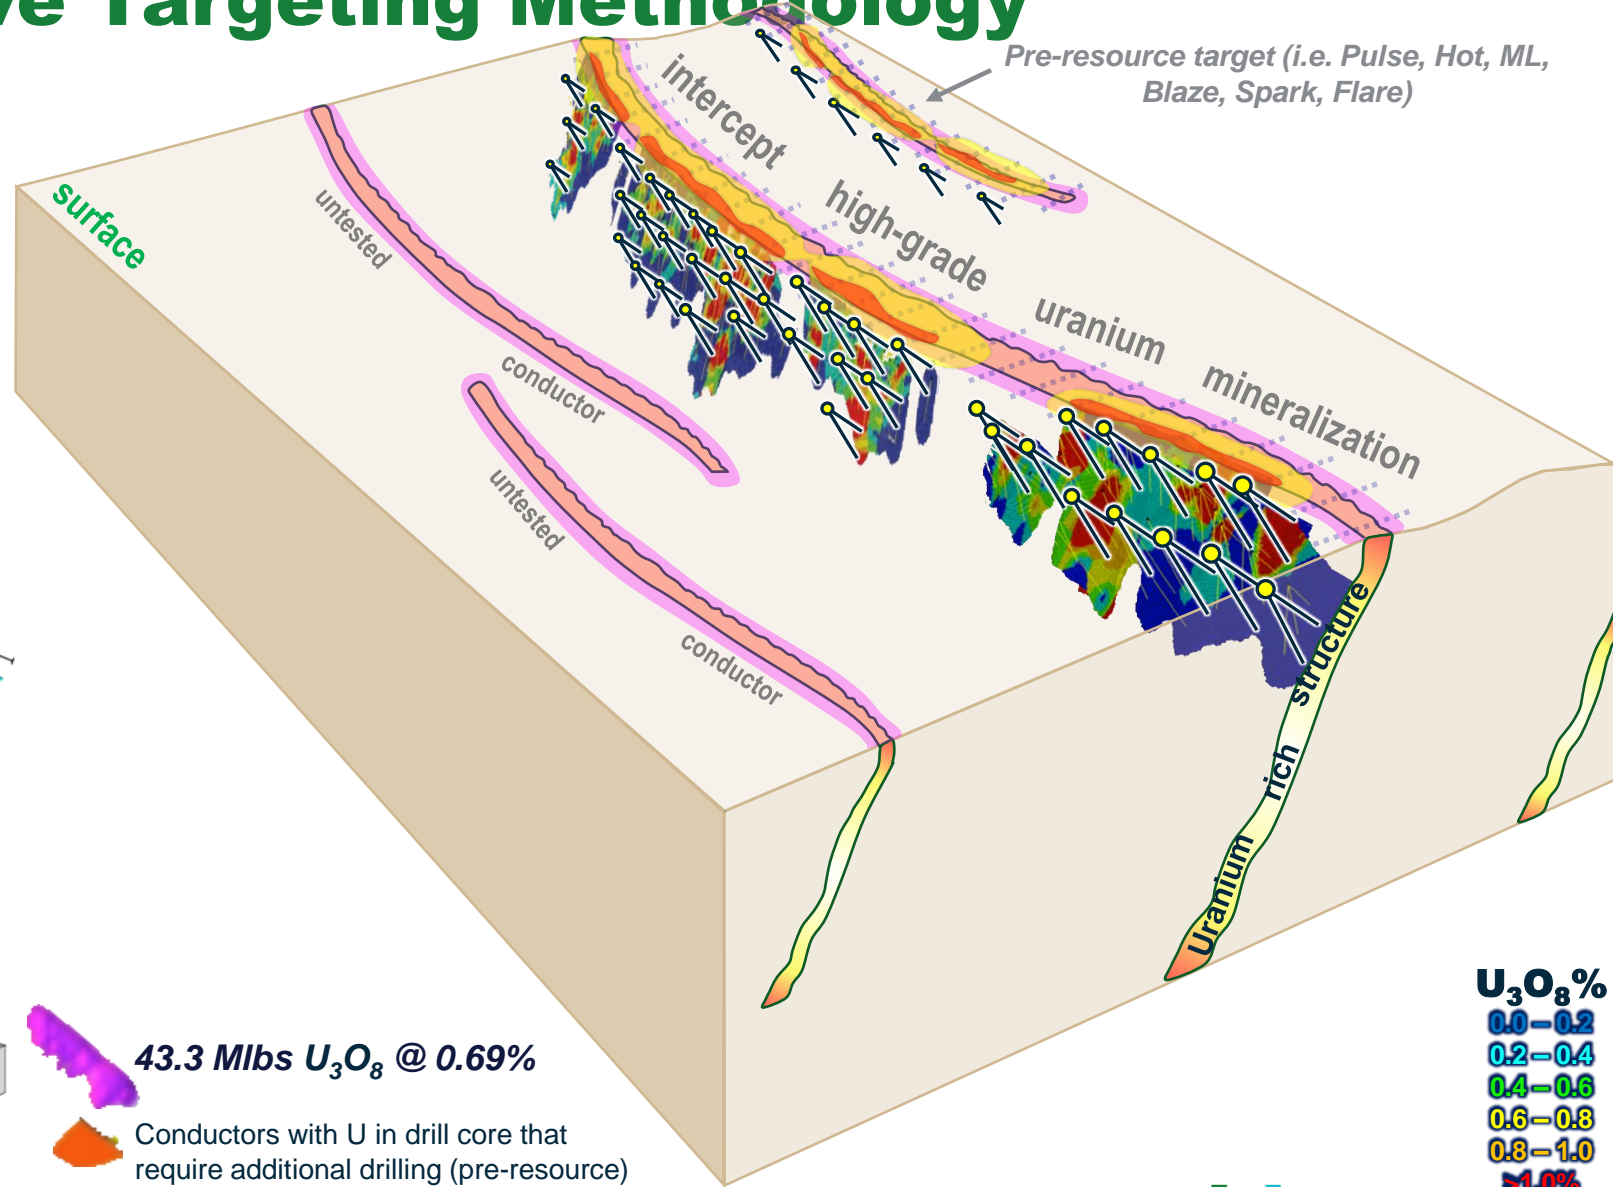 ve Targeting Methodology
Pre-resource target (i.e. Pulse, Hot, ML,
Blaze, Spark, Flare)
surface
untested
conductor
untested
conductor
intercept
high-grade
uranium
mineralization
Uranium rich structure
43.3 Mlbs U₃O₈ @ 0.69%
Conductors with U in drill core that
require additional drilling (pre-resource)
U₃O₈%
0.0 – 0.2
0.2 – 0.4
0.4 – 0.6
0.6 – 0.8
0.8 – 1.0
>1.0%